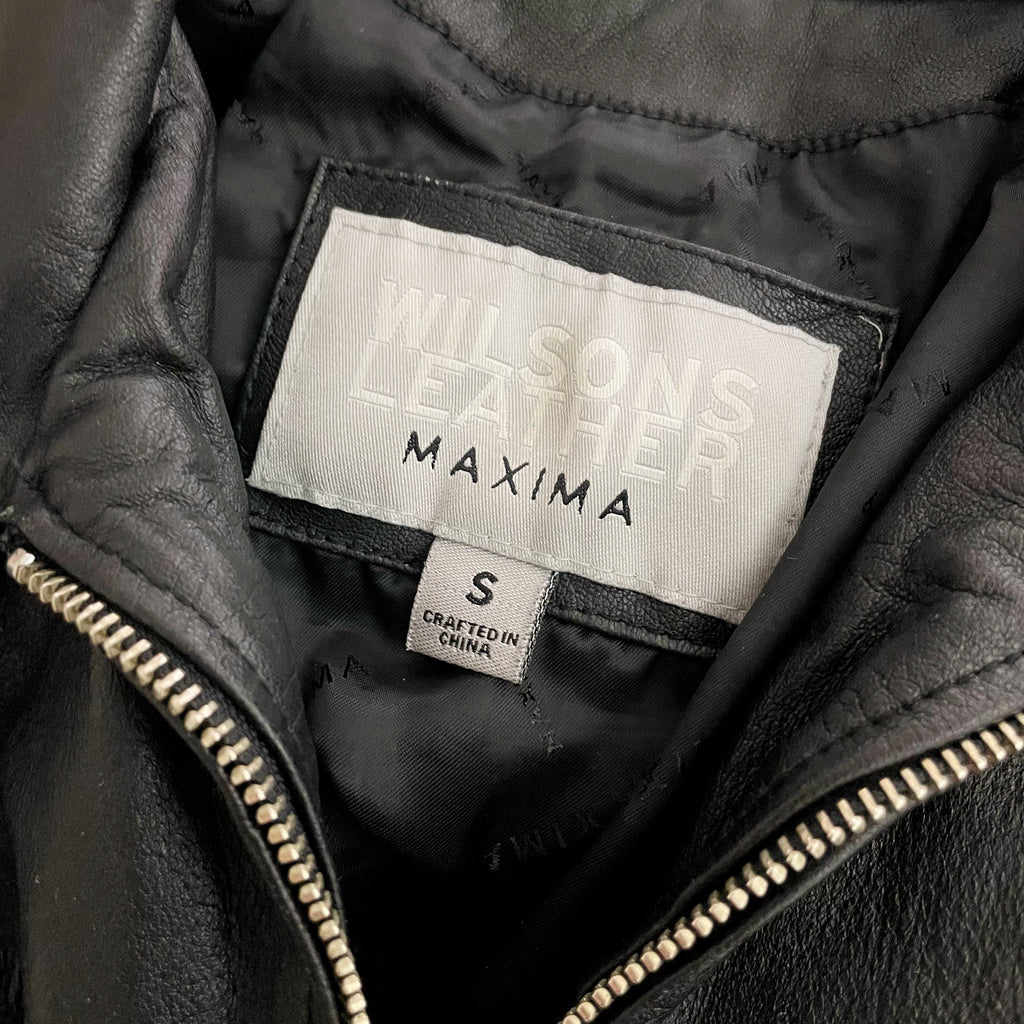 WILSONS
LEATHER
MAXIMA
S
CRAFTED IN
CHINA